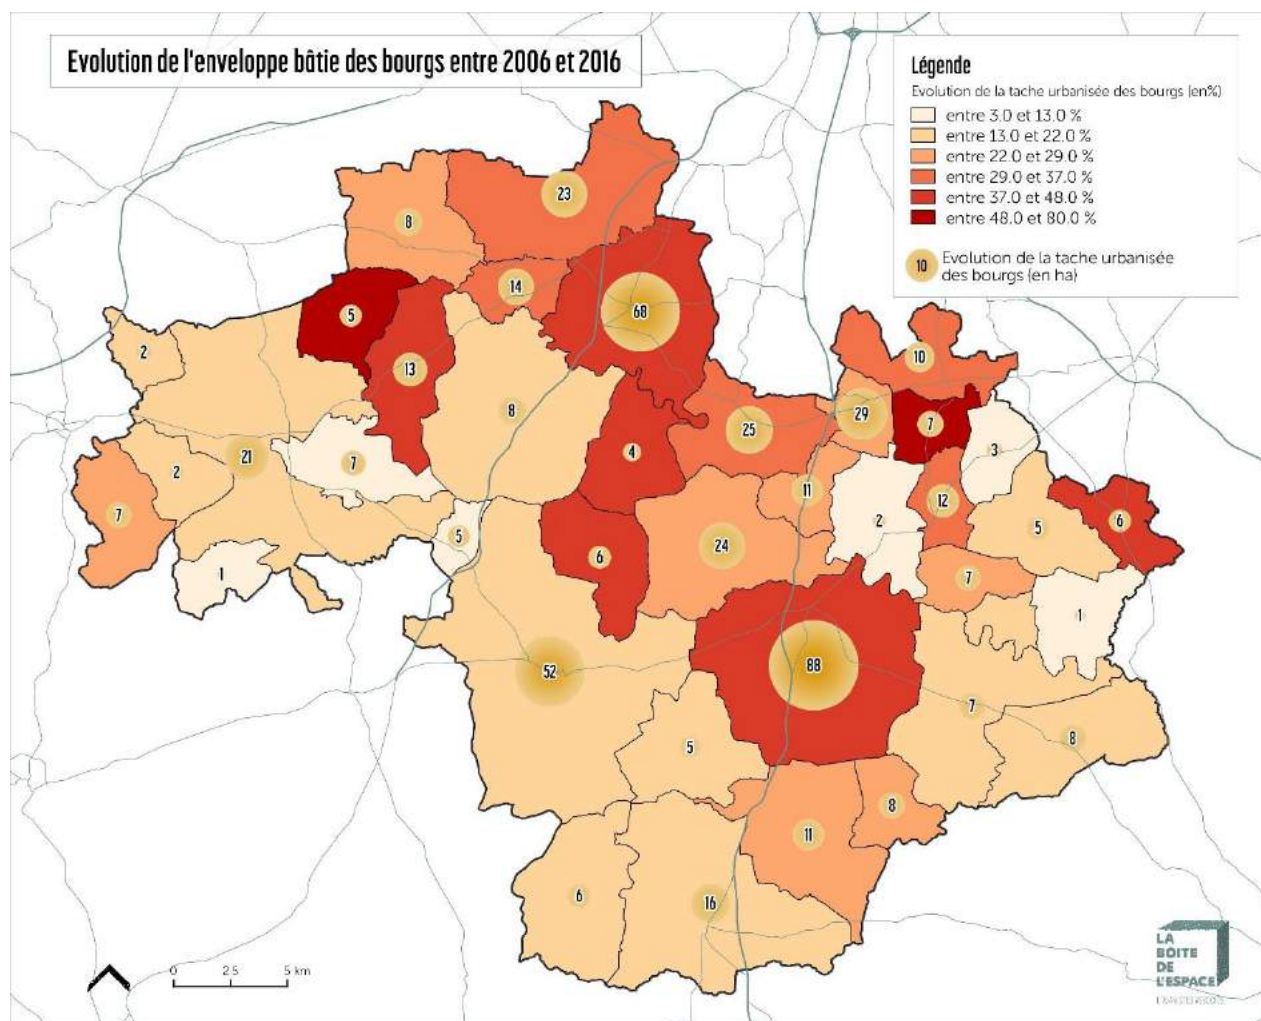 Evolution de l'enveloppe bâtie des bourgs entre 2006 et 2016
Légende
Evolution de la tache urbanisée des bourgs (en%)
entre 3.0 et 13.0 %
entre 13.0 et 22.0 %
entre 22.0 et 29.0 %
entre 29.0 et 37.0 %
entre 37.0 et 48.0 %
entre 48.0 et 80.0 %
10
Evolution de la tache urbanisée
des bourgs (en ha)
23
8
14
68
5
2
13
10
8
29
7
25
4
3
21
2
7
11
12
7
2
5
6
5
24
6
7
1
1
52
88
7
5
8
8
11
6
16
0 2.5 5 km
LA
BOITE
DE
L'ESPACE